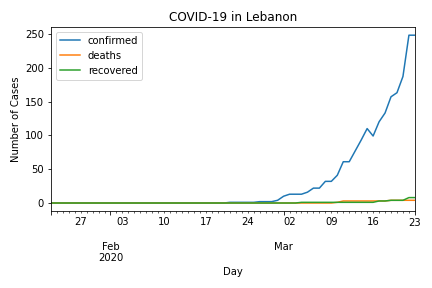 COVID-19 in Lebanon
confirmed
deaths
recovered
Number of Cases
250
200
150
100
50
0
27 03 10 17 24 02 09 16 23
Feb Mar
2020
Day